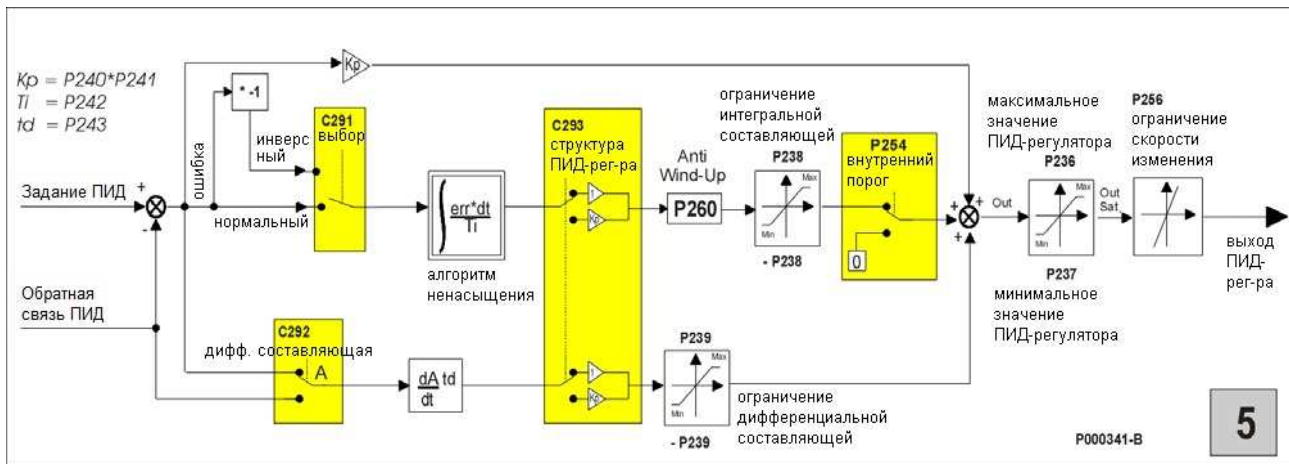 Kp = P240*P241
Ti = P242
td = P243
Kp
* -1
C291
выбор
инверс
ный
ошибка
Задание ПИД
+
-
нормальный
err*dt
Ti
алгоритм
ненасыщения
C293
структура
ПИД-рег-ра
1
Kp
Anti
Wind-Up
P260
ограничение
интегральной
составляющей
P238
Max
Min
- P238
P254
внутренний
порог
0
+
+
+
Out
максимальное
значение
ПИД-регулятора
P236
Max
Min
P237
минимальное
значение
ПИД-регулятора
Out
Sat
P256
ограничение
скорости
изменения
выход
ПИД-
рег-ра
Обратная
связь ПИД
C292
дифф. составляющая
A
dA td
dt
1
Kp
P239
Max
Min
- P239
ограничение
дифференциальной
составляющей
P000341-B
5